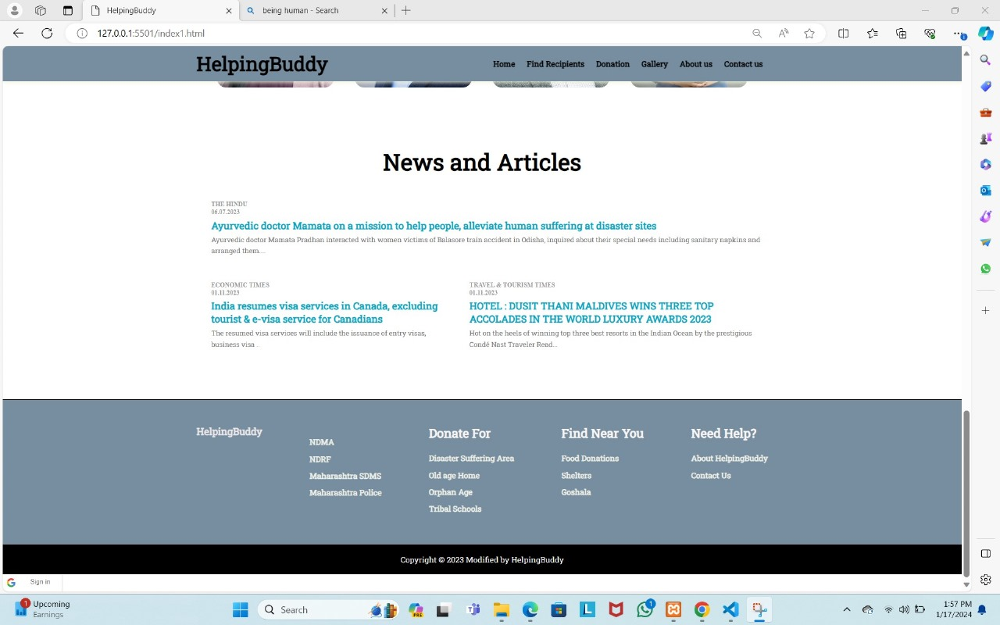 HelpingBuddy
being human - Search
127.0.0.1:5501/index1.html
HelpingBuddy
Home Find Recipients Donation Gallery About us Contact us
News and Articles
THE HINDU
06.07.2023
Ayurvedic doctor Mamata on a mission to help people, alleviate human suffering at disaster sites
Ayurvedic doctor Mamata Pradhan interacted with women victims of Balasore train accident in Odisha, inquired about their special needs including sanitary napkins and
arranged them....
ECONOMIC TIMES
01.11.2023
India resumes visa services in Canada, excluding
tourist & e-visa service for Canadians
The resumed visa services will include the issuance of entry visas,
business visa ..
TRAVEL & TOURISM TIMES
01.11.2023
HOTEL : DUSIT THANI MALDIVES WINS THREE TOP
ACCOLADES IN THE WORLD LUXURY AWARDS 2023
Hot on the heels of winning top three best resorts in the Indian Ocean by the prestigious
Condé Nast Traveler Read...
HelpingBuddy
NDMA
NDRF
Maharashtra SDMS
Maharashtra Police
Donate For
Disaster Suffering Area
Old age Home
Orphan Age
Tribal Schools
Find Near You
Food Donations
Shelters
Goshala
Need Help?
About HelpingBuddy
Contact Us
Copyright © 2023 Modified by HelpingBuddy
Sign in
1
Upcoming
Earnings
Search
PRE
1
1:57 PM
1/17/2024